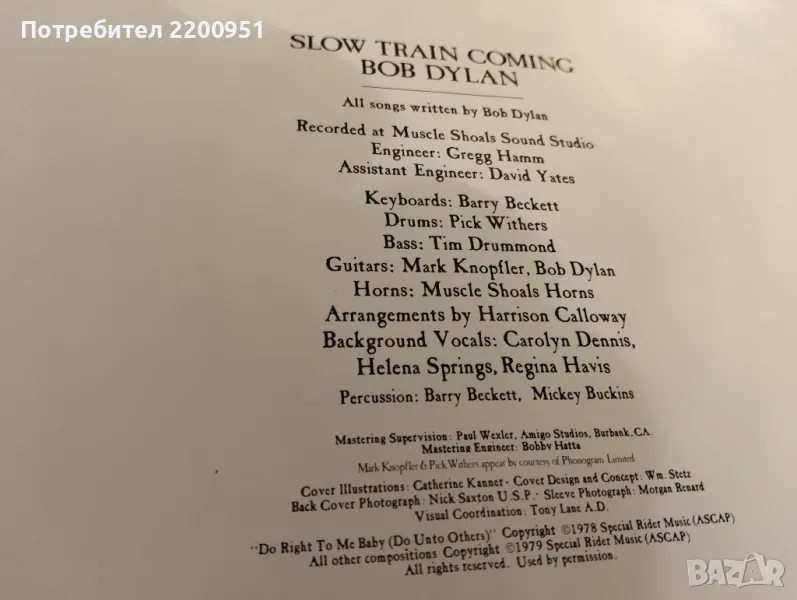 Потребител 2200951
SLOW TRAIN COMING
BOB DYLAN
All songs written by Bob Dylan
Recorded at Muscle Shoals Sound Studio
Engineer: Gregg Hamm
Assistant Engineer: David Yates
Keyboards: Barry Beckett
Drums: Pick Withers
Bass: Tim Drummond
Guitars: Mark Knopfler, Bob Dylan
Horns: Muscle Shoals Horns
Arrangements by Harrison Calloway
Background Vocals: Carolyn Dennis,
Helena Springs, Regina Havis
Percussion: Barry Beckett, Mickey Buckins
Mastering Supervision: Paul Wexler, Amigo Studios, Burbank, CA.
Mastering Engineer: Bobby Hatta
Mark Knopfler & Pick Withers appear by courtesy of Phonogram Limited
Cover Illustrations: Catherine Kanner · Cover Design and Concept: Wm. Stetz
Back Cover Photograph: Nick Saxton U.S.P. · Sleeve Photograph: Morgan Renard
Visual Coordination: Tony Lane A.D.
"Do Right To Me Baby (Do Unto Others)" Copyright ©1978 Special Rider Music (ASCAP)
All other compositions Copyright ©1979 Special Rider Music (ASCAP)
All rights reserved. Used by permission.
BAZAR